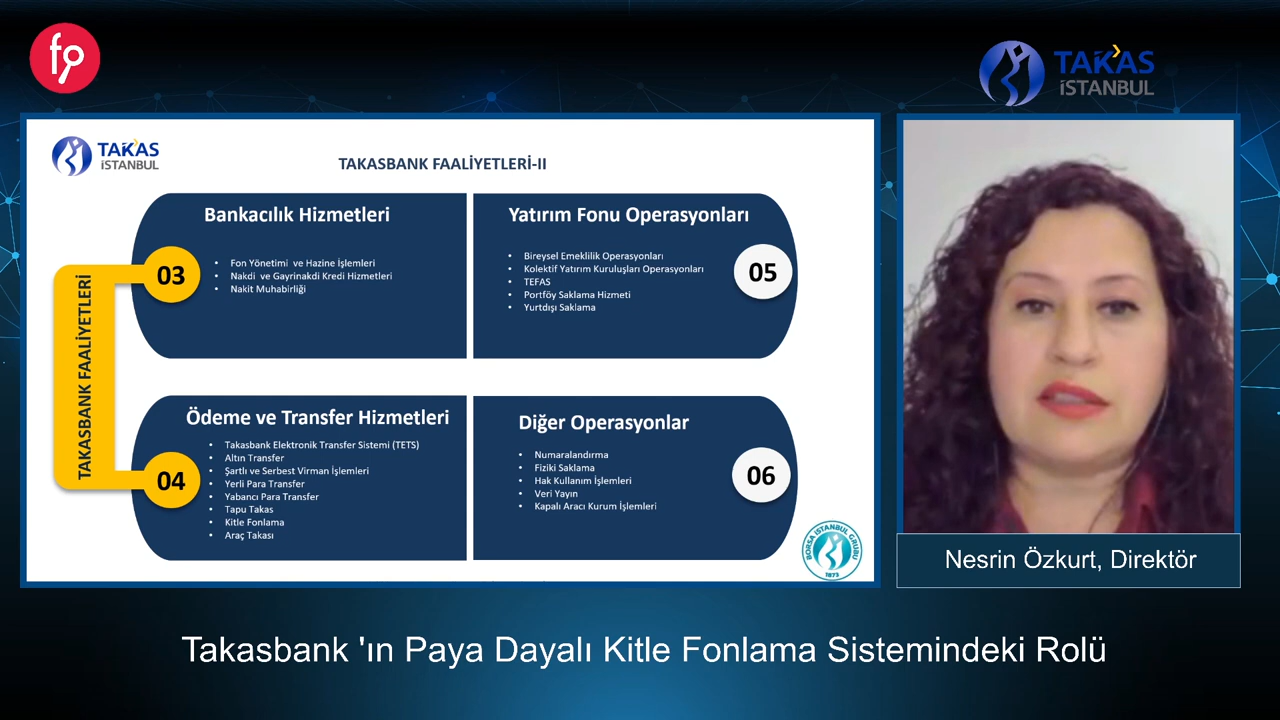 fp
TAKAS
İSTANBUL
TAKAS
İSTANBUL
TAKASBANK FAALİYETLERİ-II
TAKASBANK FAALİYETLERİ
03
Bankacılık Hizmetleri
• Fon Yönetimi ve Hazine İşlemleri
• Nakdi ve Gayrinakdi Kredi Hizmetleri
• Nakit Muhabirliği
Yatırım Fonu Operasyonları
• Bireysel Emeklilik Operasyonları
• Kolektif Yatırım Kuruluşları Operasyonları
• TEFAS
• Portföy Saklama Hizmeti
• Yurtdışı Saklama
05
04
Ödeme ve Transfer Hizmetleri
• Takasbank Elektronik Transfer Sistemi (TETS)
• Altın Transfer
• Şartlı ve Serbest Virman İşlemleri
• Yerli Para Transfer
• Yabancı Para Transfer
• Tapu Takas
• Kitle Fonlama
• Araç Takası
Diğer Operasyonlar
• Numaralandırma
• Fiziki Saklama
• Hak Kullanım İşlemleri
• Veri Yayın
• Kapalı Aracı Kurum İşlemleri
06
BORSA İSTANBUL GRUBU
1873
Nesrin Özkurt, Direktör
Takasbank 'ın Paya Dayalı Kitle Fonlama Sistemindeki Rolü